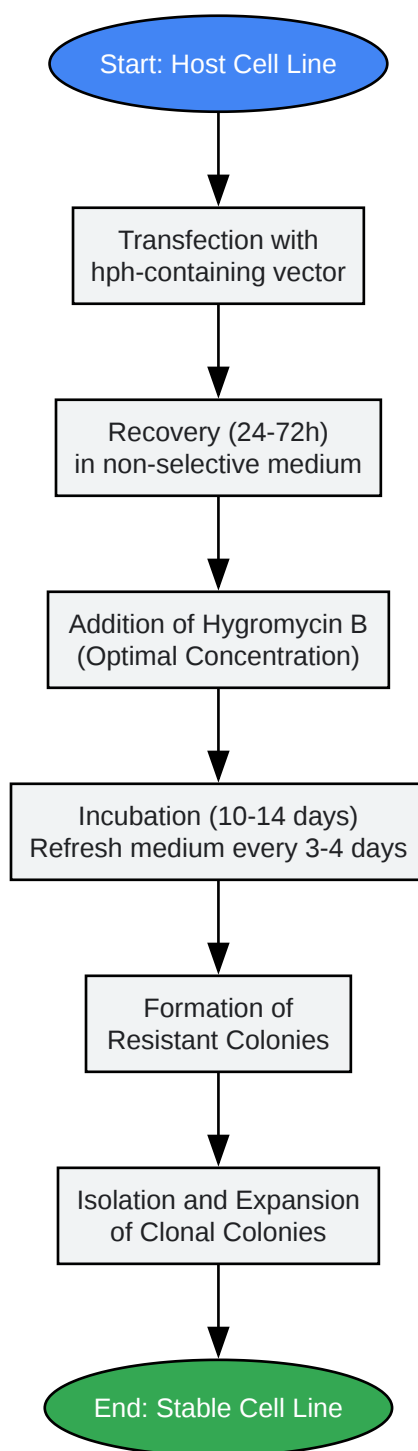 Start: Host Cell Line
Transfection with
hph-containing vector
Recovery (24-72h)
in non-selective medium
Addition of Hygromycin B
(Optimal Concentration)
Incubation (10-14 days)
Refresh medium every 3-4 days
Formation of
Resistant Colonies
Isolation and Expansion
of Clonal Colonies
End: Stable Cell Line